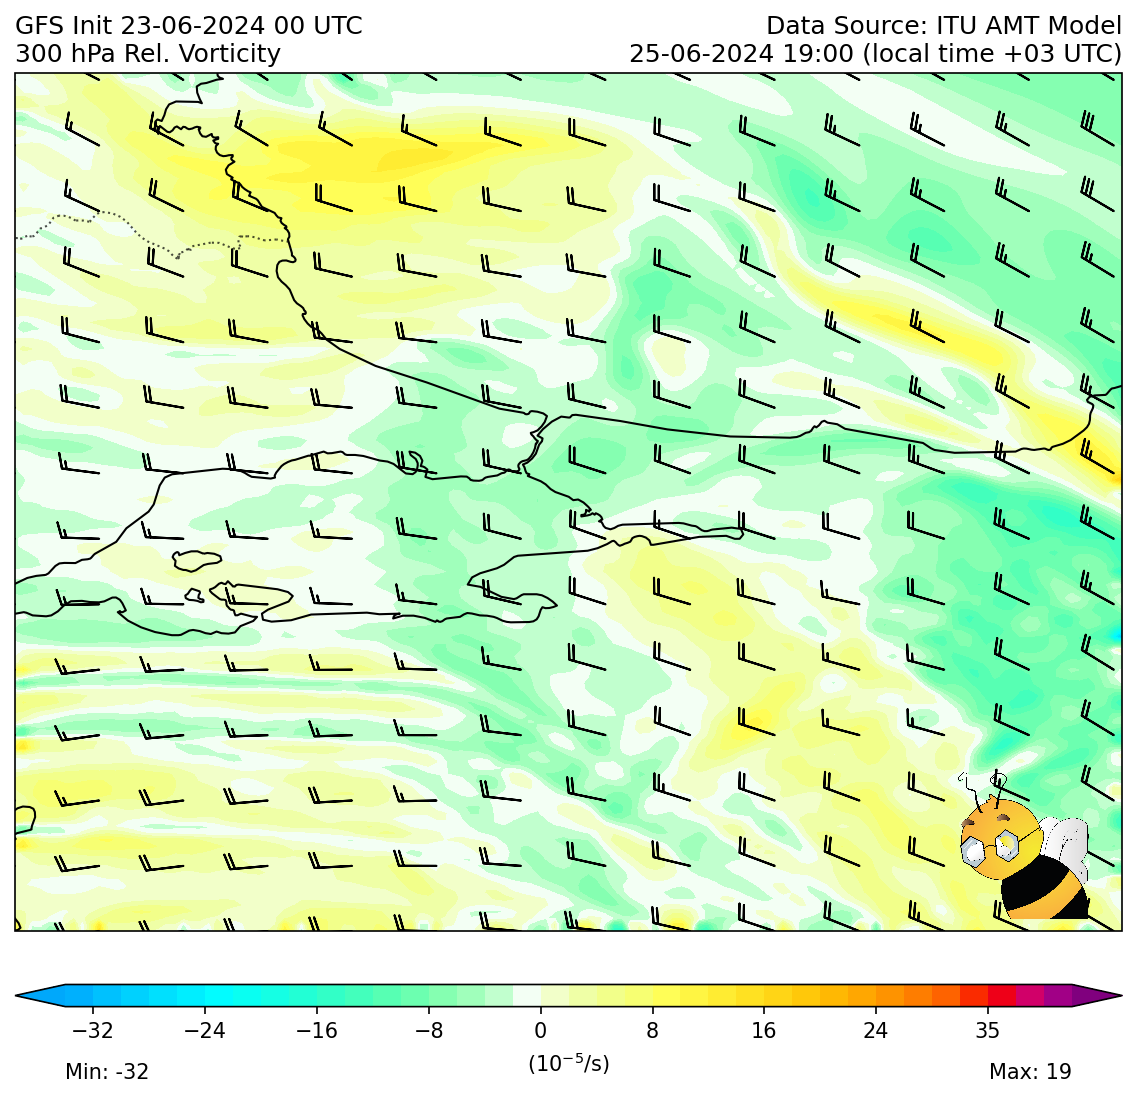 GFS Init 23-06-2024 00 UTC
Data Source: ITU AMT Model
300 hPa Rel. Vorticity
25-06-2024 19:00 (local time +03 UTC)
−32 −24 −16 −8 0 8 16 24 35
(10⁻⁵/s)
Min: -32
Max: 19